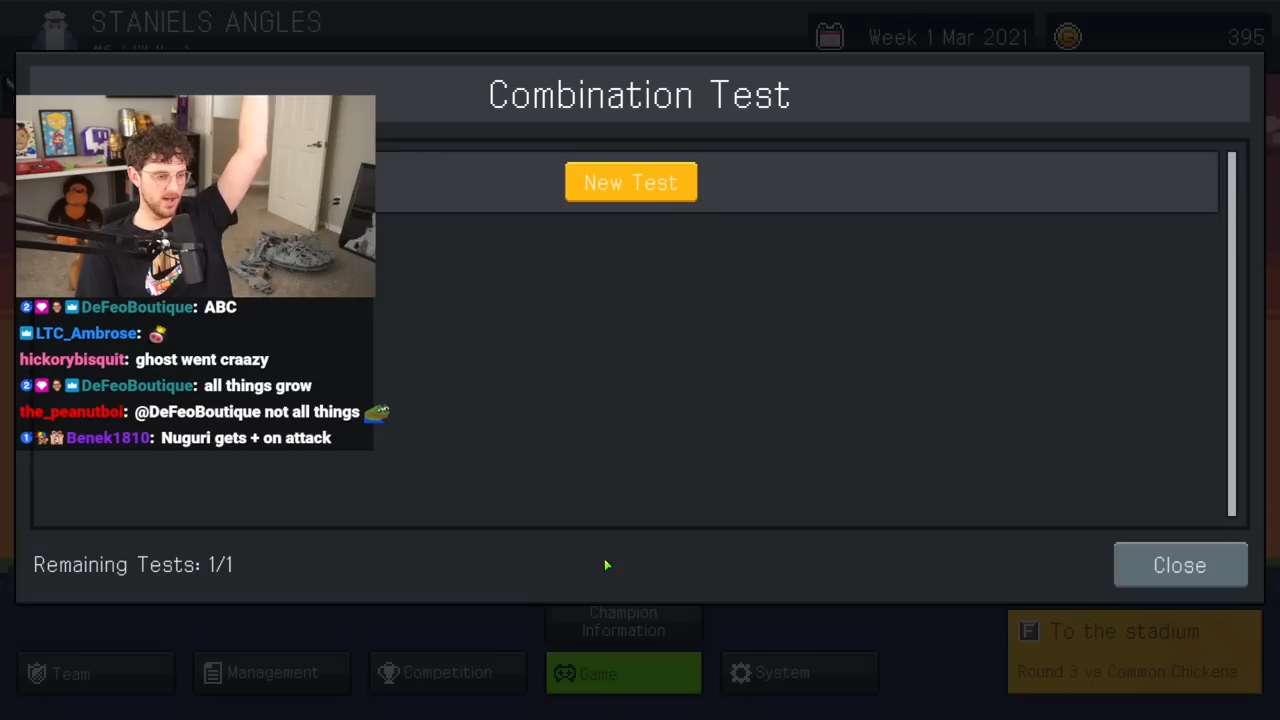 STANIELS ANGLES
Week 1 Mar 2021
395
Combination Test
New Test
DeFeoBoutique: ABC
LTC_Ambrose:
hickorybisquit: ghost went craazy
DeFeoBoutique: all things grow
the_peanutboi: @DeFeoBoutique not all things
Benek1810: Nuguri gets + on attack
Remaining Tests: 1/1
Close
Champion
Information
F To the stadium
Round 3 vs Common Chickens
Team
Management
Competition
Game
System